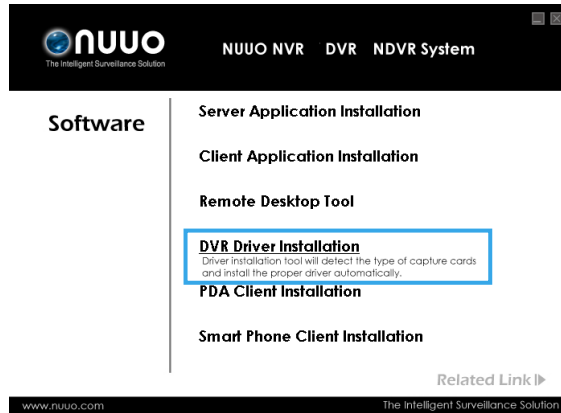 nuuo
The Intelligent Surveillance Solution
NUUO NVR DVR NDVR System
Software
Server Application Installation
Client Application Installation
Remote Desktop Tool
DVR Driver Installation
Driver installation tool will detect the type of capture cards
and install the proper driver automatically.
PDA Client Installation
Smart Phone Client Installation
Related Link
www.nuuo.com
The Intelligent Surveillance Solution